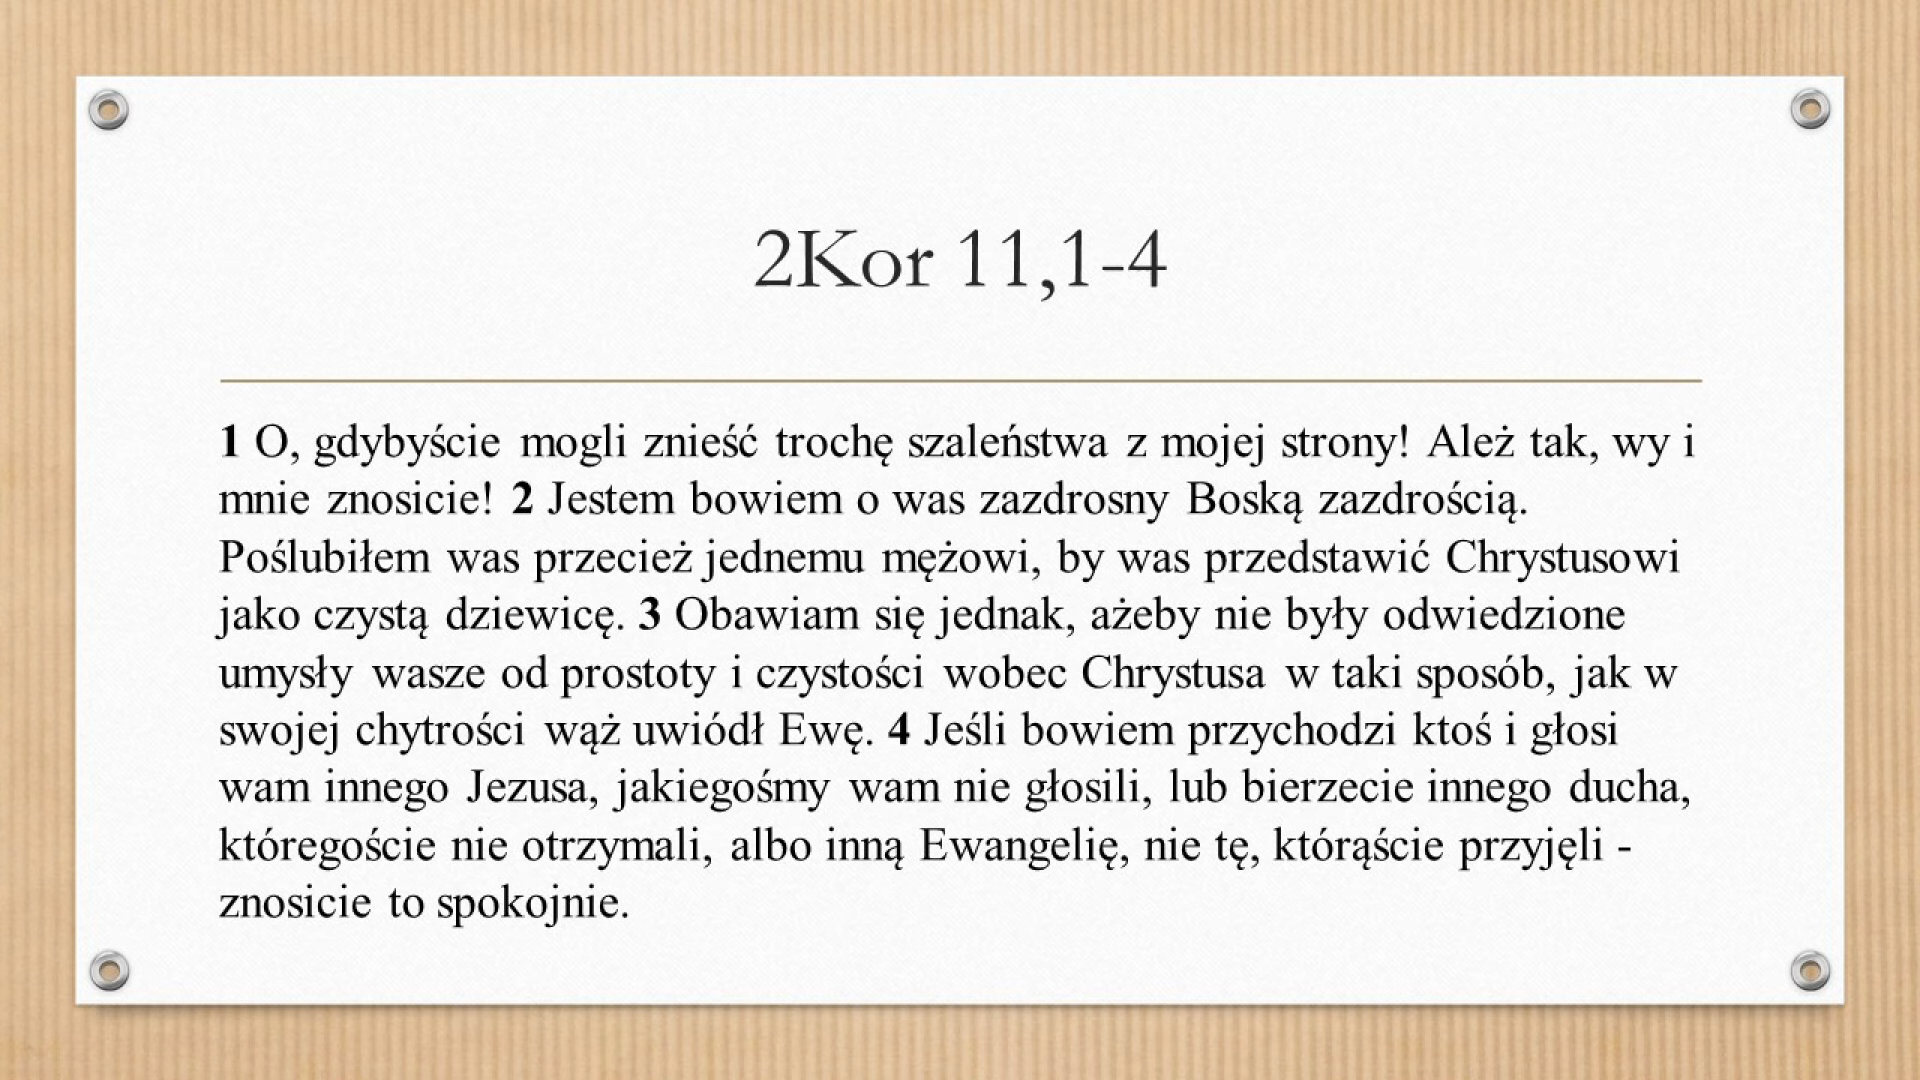 2Kor 11,1-4
1 O, gdybyście mogli znieść trochę szaleństwa z mojej strony! Ależ tak, wy i
mnie znosicie! 2 Jestem bowiem o was zazdrosny Boską zazdrością.
Poślubiłem was przecież jednemu mężowi, by was przedstawić Chrystusowi
jako czystą dziewicę. 3 Obawiam się jednak, ażeby nie były odwiedzione
umysły wasze od prostoty i czystości wobec Chrystusa w taki sposób, jak w
swojej chytrości wąż uwiódł Ewę. 4 Jeśli bowiem przychodzi ktoś i głosi
wam innego Jezusa, jakiegośmy wam nie głosili, lub bierzecie innego ducha,
któregoście nie otrzymali, albo inną Ewangelię, nie tę, którąście przyjęli -
znosicie to spokojnie.